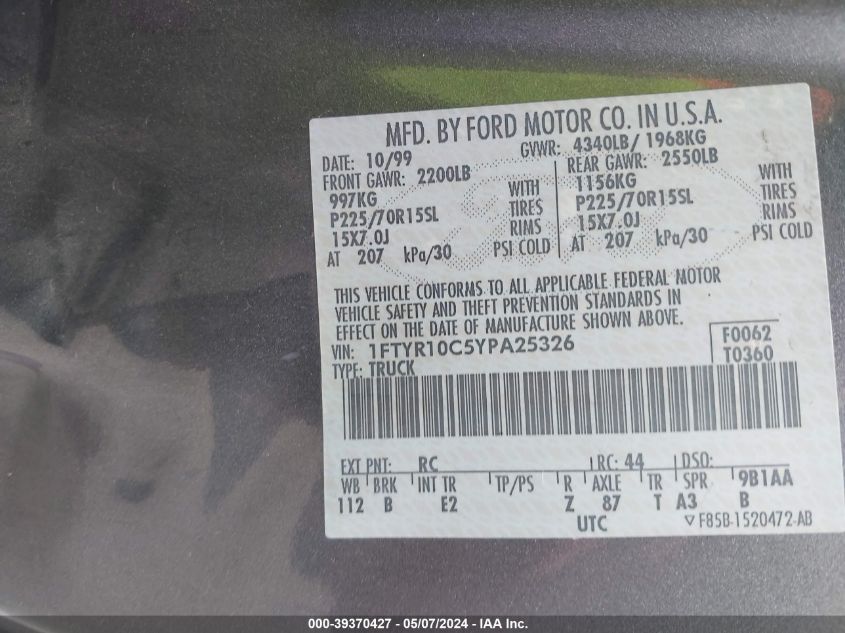 MFD. BY FORD MOTOR CO. IN U.S.A.
DATE: 10/99 GVWR: 4340LB/ 1968KG
FRONT GAWR: 2200LB REAR GAWR: 2550LB
997KG WITH 1156KG WITH
P225/70R15SL TIRES P225/70R15SL TIRES
15X7.0J RIMS 15X7.0J RIMS
AT 207 kPa/30 PSI COLD AT 207 kPa/30 PSI COLD
THIS VEHICLE CONFORMS TO ALL APPLICABLE FEDERAL MOTOR
VEHICLE SAFETY AND THEFT PREVENTION STANDARDS IN
EFFECT ON THE DATE OF MANUFACTURE SHOWN ABOVE.
VIN: 1FTYR10C5YPA25326 F0062
TYPE: TRUCK T0360
EXT PNT: RC RC: 44 DSO:
WB BRK INT TR TP/PS R AXLE TR SPR 9B1AA
112 B E2 Z 87 T A3 B
UTC ▽ F85B-1520472-AB
000-39370427 - 05/07/2024 - IAA Inc.